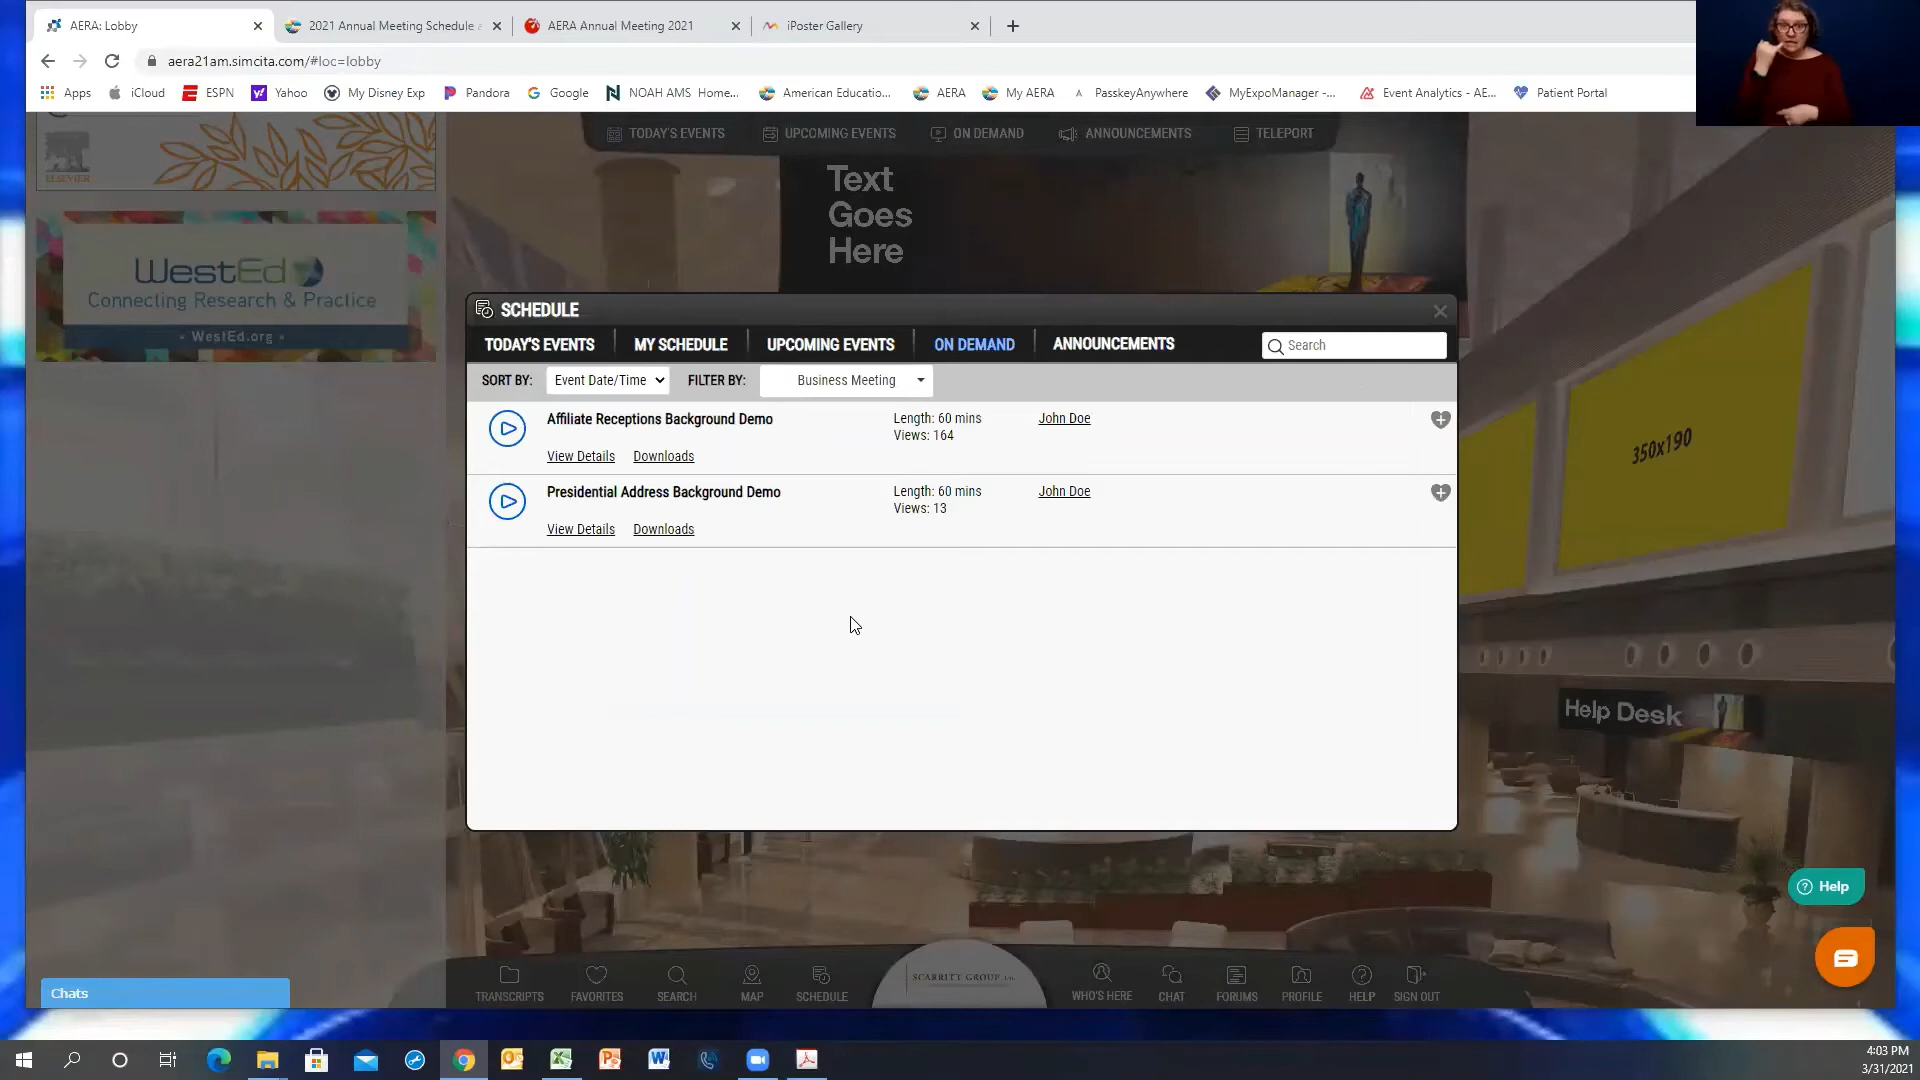 AERA: Lobby
2021 Annual Meeting Schedule
AERA Annual Meeting 2021
iPoster Gallery
aera21am.simcita.com/#loc=lobby
Apps
iCloud
ESPN
Yahoo
My Disney Exp
Pandora
Google
NOAH AMS Home...
American Educatio...
AERA
My AERA
PasskeyAnywhere
MyExpoManager -...
Event Analytics - AE...
Patient Portal
TODAY'S EVENTS
UPCOMING EVENTS
ON DEMAND
ANNOUNCEMENTS
TELEPORT
ELSEVIER
Text
Goes
Here
WestEd
Connecting Research & Practice
- WestEd.org -
SCHEDULE
TODAY'S EVENTS
MY SCHEDULE
UPCOMING EVENTS
ON DEMAND
ANNOUNCEMENTS
Search
SORT BY:
Event Date/Time
FILTER BY:
Business Meeting
Affiliate Receptions Background Demo
Length: 60 mins
Views: 164
John Doe
View Details
Downloads
Presidential Address Background Demo
Length: 60 mins
Views: 13
John Doe
View Details
Downloads
350x190
Help Desk
Help
Chats
TRANSCRIPTS
FAVORITES
SEARCH
MAP
SCHEDULE
SCARRITT GROUP, INC.
WHO'S HERE
CHAT
FORUMS
PROFILE
HELP
SIGN OUT
4:03 PM
3/31/2021